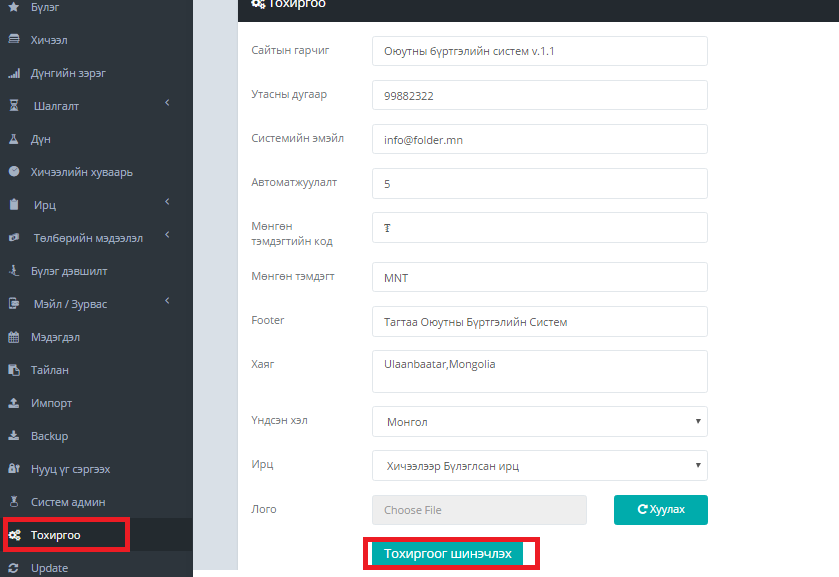 Бүлэг
Хичээл
Дүнгийн зэрэг
Шалгалт
Дүн
Хичээлийн хуваарь
Ирц
Төлбөрийн мэдээлэл
Бүлэг дэвшилт
Мэйл / Зурвас
Мэдэгдэл
Тайлан
Импорт
Backup
Нууц үг сэргээх
Систем админ
Тохиргоо
Update
Тохиргоо
Сайтын гарчиг
Оюутны бүртгэлийн систем v.1.1
Утасны дугаар
99882322
Системийн эмэйл
info@folder.mn
Автоматжуулалт
5
Мөнгөн
тэмдэгтийн код
₮
Мөнгөн тэмдэгт
MNT
Footer
Тагтаа Оюутны Бүртгэлийн Систем
Хаяг
Ulaanbaatar,Mongolia
Үндсэн хэл
Монгол
Ирц
Хичээлээр Бүлэглсан ирц
Лого
Choose File
Хуулах
Тохиргоог шинэчлэх